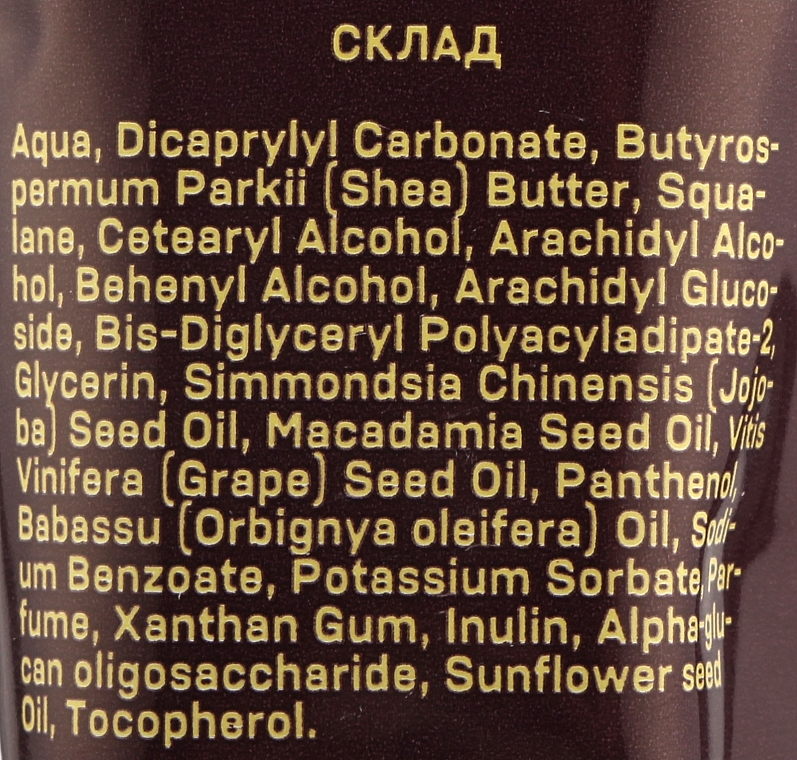 СКЛАД
Aqua, Dicaprylyl Carbonate, Butyros-
permum Parkii (Shea) Butter, Squa-
lane, Cetearyl Alcohol, Arachidyl Alco-
hol, Behenyl Alcohol, Arachidyl Gluco-
side, Bis-Diglyceryl Polyacyladipate-2,
Glycerin, Simmondsia Chinensis (Jojo-
ba) Seed Oil, Macadamia Seed Oil, Vitis
Vinifera (Grape) Seed Oil, Panthenol,
Babassu (Orbignya oleifera) Oil, Sodi-
um Benzoate, Potassium Sorbate, Par-
fume, Xanthan Gum, Inulin, Alpha-glu-
can oligosaccharide, Sunflower seed
Oil, Tocopherol.